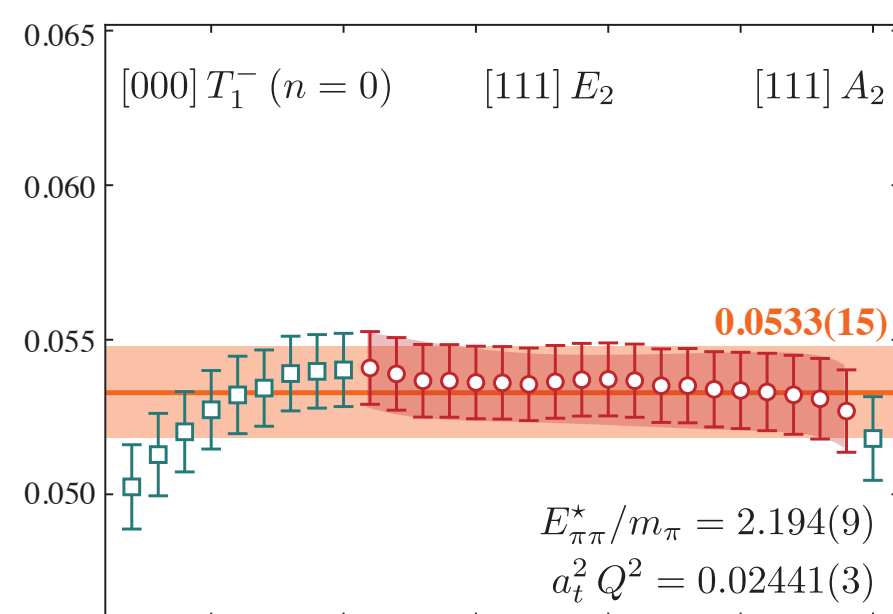 0.065
[000] T₁⁻ (n = 0) [111] E₂ [111] A₂
0.060
0.0533(15)
0.055
0.050
E⋆ππ/mπ = 2.194(9)
aₜ² Q² = 0.02441(3)